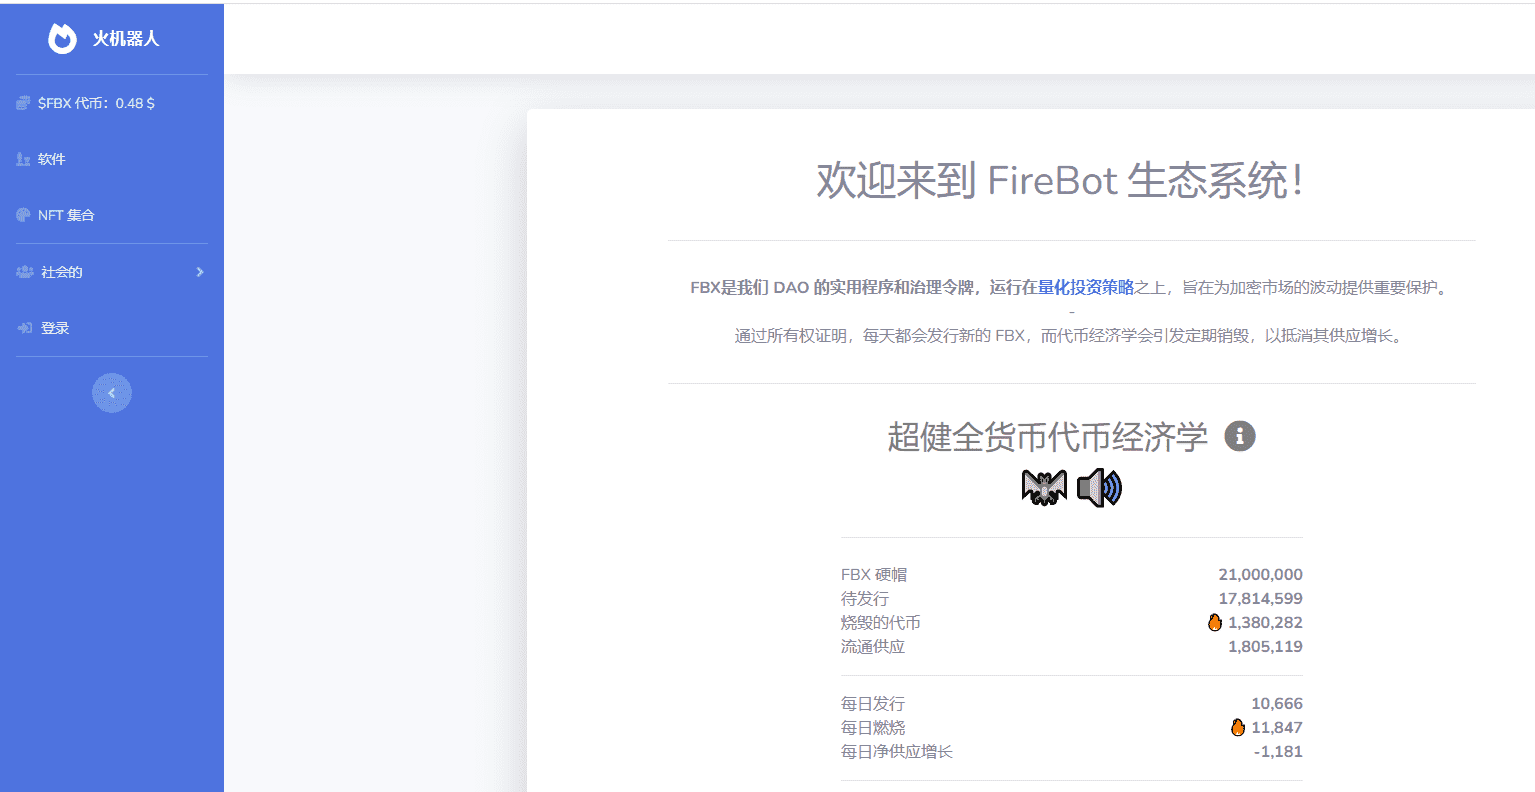 火机器人
$FBX 代币：0.48 $
软件
NFT 集合
社会的
登录
欢迎来到 FireBot 生态系统！
FBX是我们 DAO 的实用程序和治理令牌，运行在量化投资策略之上，旨在为加密市场的波动提供重要保护。
-
通过所有权证明，每天都会发行新的 FBX，而代币经济学会引发定期销毁，以抵消其供应增长。
超健全货币代币经济学
FBX 硬帽 21,000,000
待发行 17,814,599
烧毁的代币 1,380,282
流通供应 1,805,119
每日发行 10,666
每日燃烧 11,847
每日净供应增长 -1,181